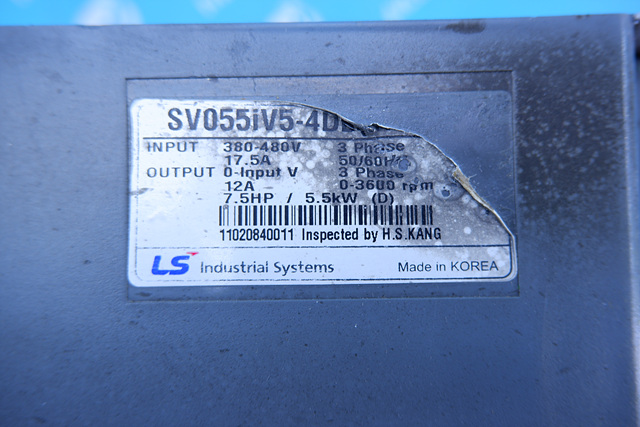 SV055iV5-4D
INPUT 380-480V 3 Phase
17.5A 50/60Hz
OUTPUT 0-Input V 3 Phase
12A 0-3600 rpm
7.5HP / 5.5kW (D)
11020840011 Inspected by H.S.KANG
LS Industrial Systems Made in KOREA